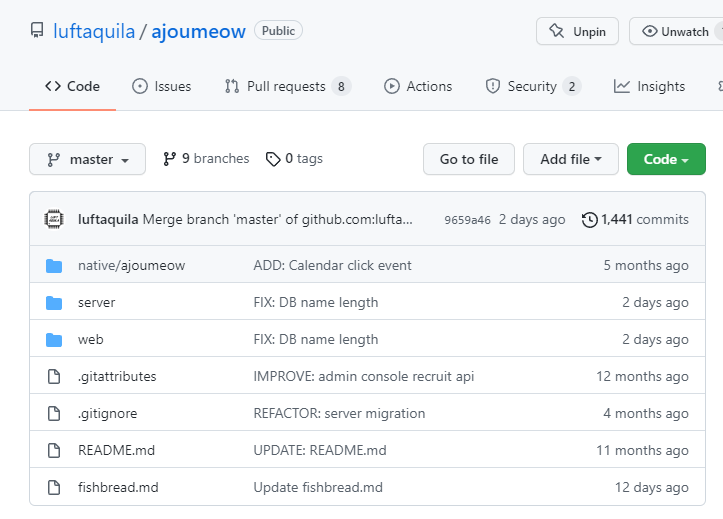 luftaquila / ajoumeow Public Unpin Unwatch
Code Issues Pull requests 8 Actions Security 2 Insights
master 9 branches 0 tags Go to file Add file Code
luftaquila Merge branch 'master' of github.com:lufta... 9659a46 2 days ago 1,441 commits
native/ajoumeow ADD: Calendar click event 5 months ago
server FIX: DB name length 2 days ago
web FIX: DB name length 2 days ago
.gitattributes IMPROVE: admin console recruit api 12 months ago
.gitignore REFACTOR: server migration 4 months ago
README.md UPDATE: README.md 11 months ago
fishbread.md Update fishbread.md 12 days ago